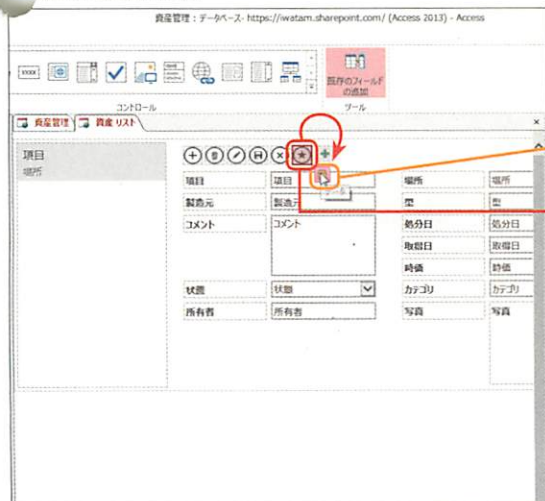 資産管理：データベース- https://iwatam.sharepoint.com/ (Access 2013) - Access
XXXX
既存のフィールド
の追加
コントロール
ツール
資産管理
資産 リスト
項目
場所
項目
項目
場所
場所
製造元
製造元
型
型
コメント
コメント
処分日
処分日
取得日
取得日
時価
時価
状態
状態
カテゴリ
カテゴリ
所有者
所有者
写真
写真